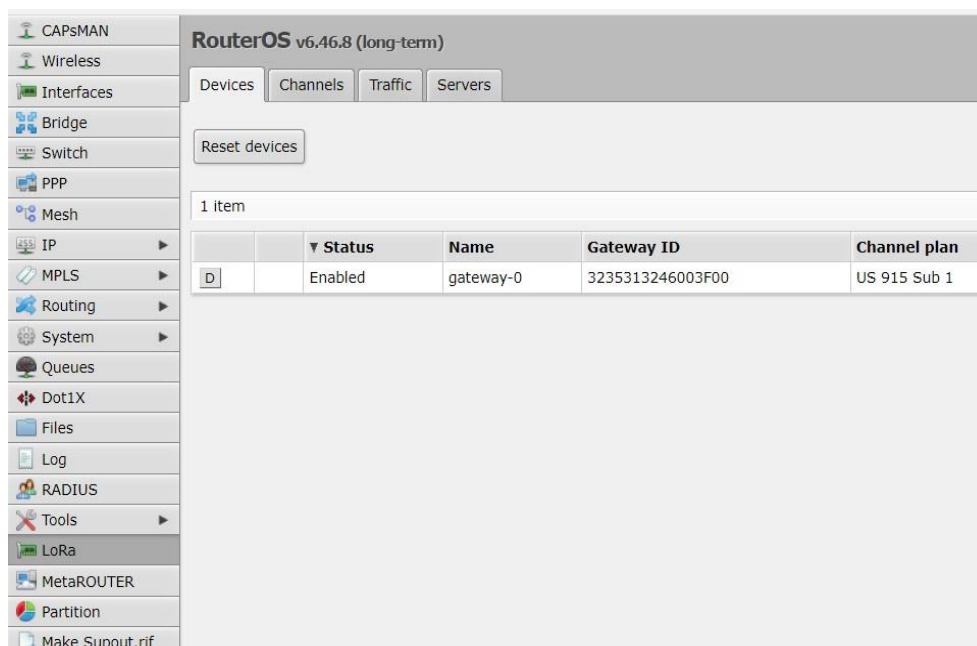 CAPsMAN
Wireless
Interfaces
Bridge
Switch
PPP
Mesh
IP
MPLS
Routing
System
Queues
Dot1X
Files
Log
RADIUS
Tools
LoRa
MetaROUTER
Partition
Make Supout.rif
RouterOS v6.46.8 (long-term)
Devices Channels Traffic Servers
Reset devices
1 item
▼ Status Name Gateway ID Channel plan
D Enabled gateway-0 3235313246003F00 US 915 Sub 1